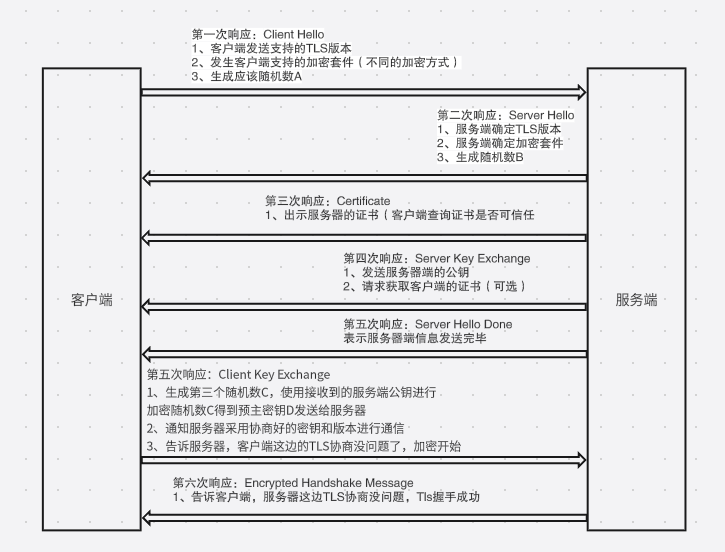 第一次响应：Client Hello
1、客户端发送支持的TLS版本
2、发生客户端支持的加密套件（不同的加密方式）
3、生成应该随机数A
第二次响应：Server Hello
1、服务端确定TLS版本
2、服务端确定加密套件
3、生成随机数B
第三次响应：Certificate
1、出示服务器的证书（客户端查询证书是否可信任
第四次响应：Server Key Exchange
1、发送服务器端的公钥
2、请求获取客户端的证书（可选）
客户端
服务端
第五次响应：Server Hello Done
表示服务器端信息发送完毕
第五次响应：Client Key Exchange
1、生成第三个随机数C，使用接收到的服务端公钥进行
加密随机数C得到预主密钥D发送给服务器
2、通知服务器采用协商好的密钥和版本进行通信
3、告诉服务器，客户端这边的TLS协商没问题了，加密开始
第六次响应：Encrypted Handshake Message
1、告诉客户端，服务器这边TLS协商没问题，Tls握手成功